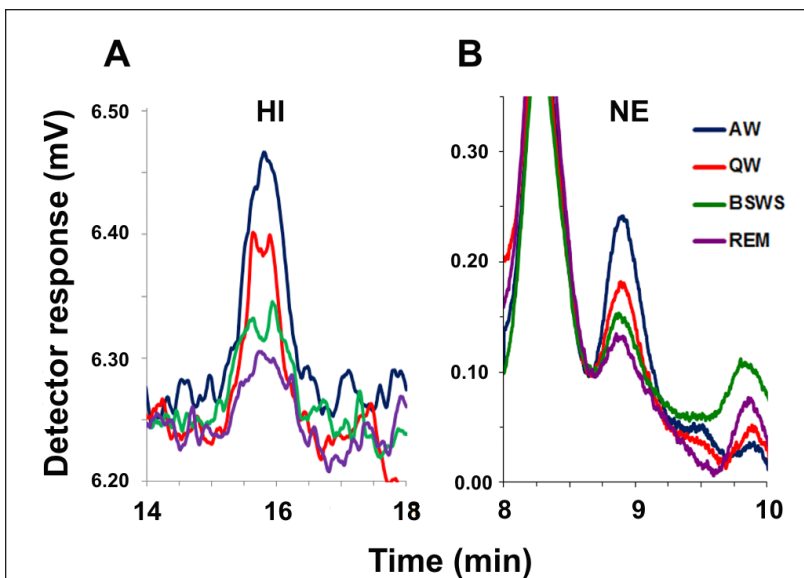 A
B
HI
NE
Detector response (mV)
6.50
6.40
6.30
6.20
14
16
18
0.30
0.20
0.10
0.00
8
9
10
AW
QW
BSWS
REM
Time (min)